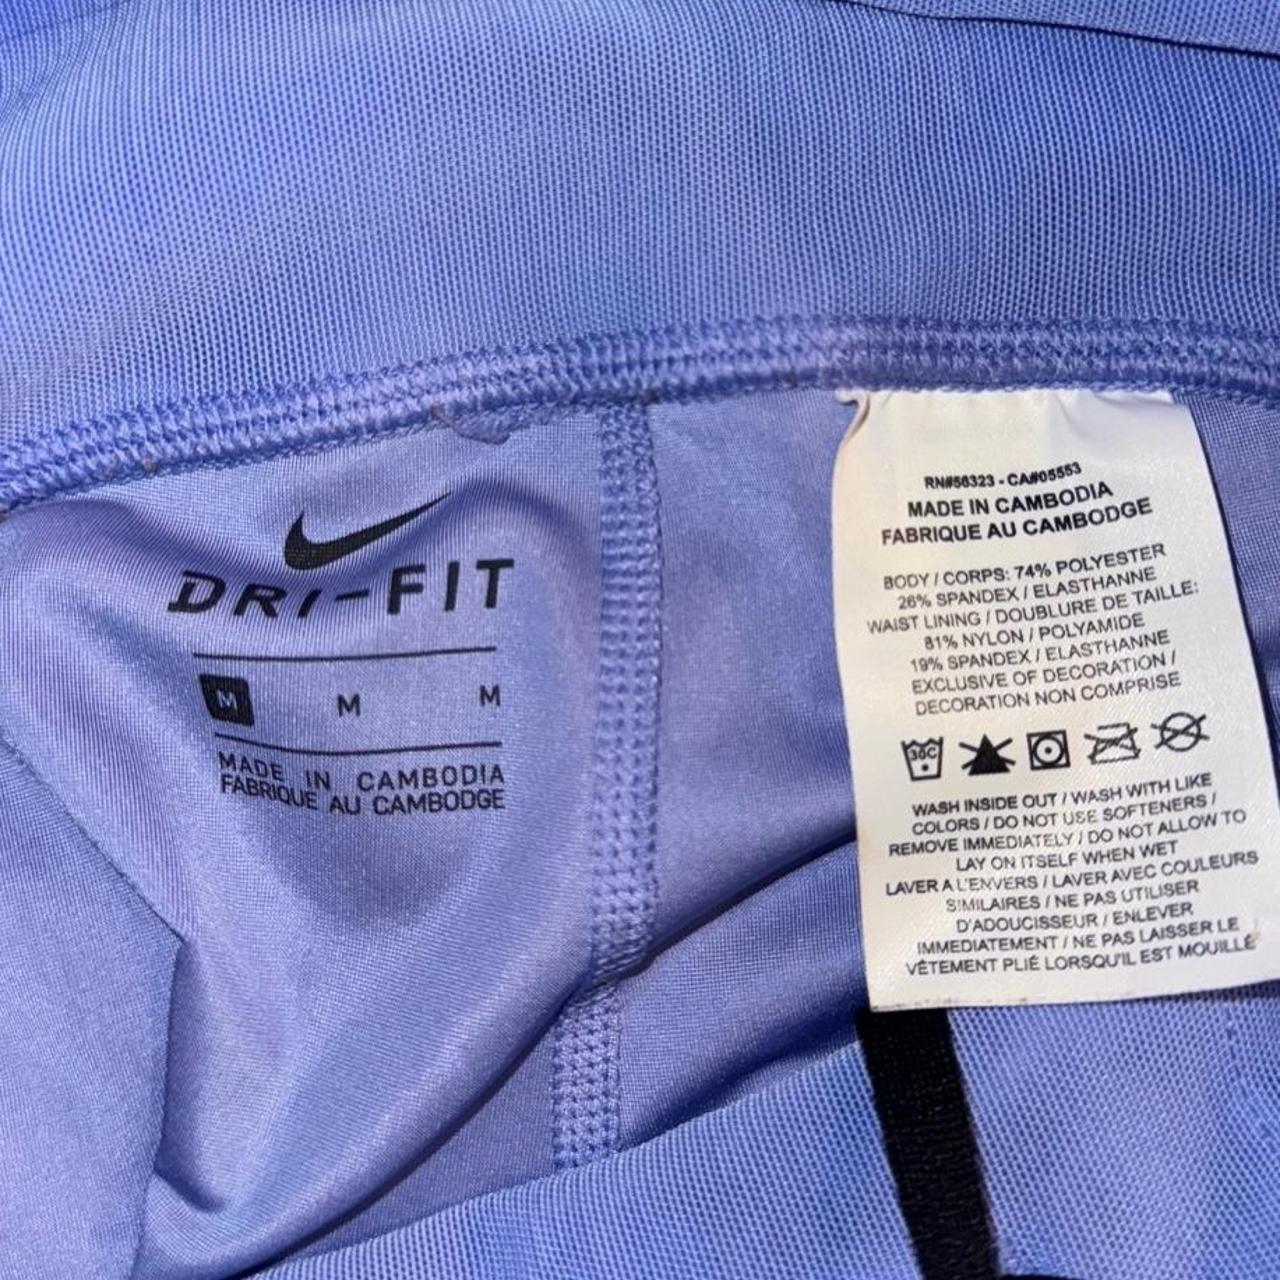 DRI-FIT
M M M
MADE IN CAMBODIA
FABRIQUE AU CAMBODGE
RN#56323 - CA#05553
MADE IN CAMBODIA
FABRIQUE AU CAMBODGE
BODY / CORPS: 74% POLYESTER
26% SPANDEX / ELASTHANNE
WAIST LINING / DOUBLURE DE TAILLE:
81% NYLON / POLYAMIDE
19% SPANDEX / ELASTHANNE
EXCLUSIVE OF DECORATION /
DECORATION NON COMPRISE
30C
WASH INSIDE OUT / WASH WITH LIKE
COLORS / DO NOT USE SOFTENERS /
REMOVE IMMEDIATELY / DO NOT ALLOW TO
LAY ON ITSELF WHEN WET
LAVER A L'ENVERS / LAVER AVEC COULEURS
SIMILAIRES / NE PAS UTILISER
D'ADOUCISSEUR / ENLEVER
IMMEDIATEMENT / NE PAS LAISSER LE
VÊTEMENT PLIÉ LORSQU'IL EST MOUILLÉ